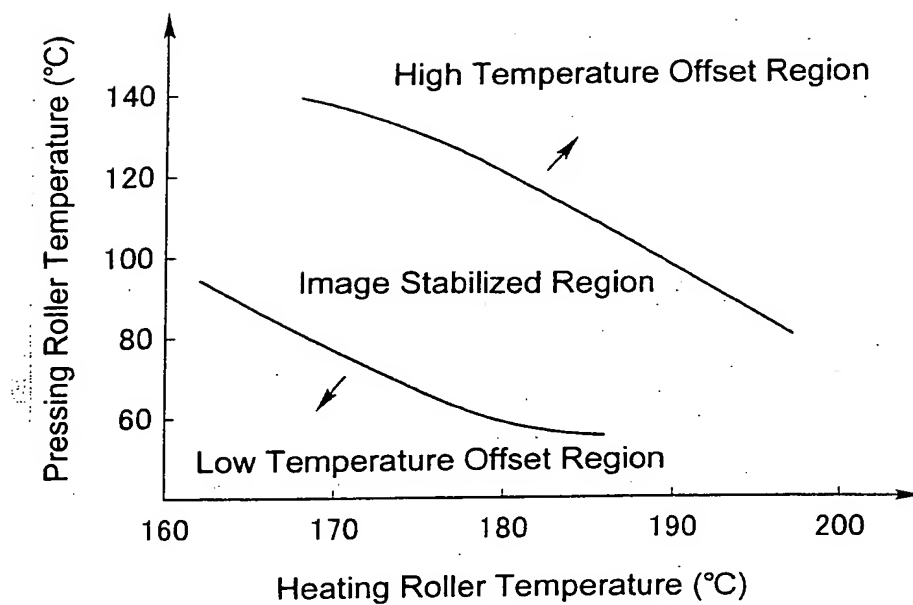 Pressing Roller Temperature (°C)
140
120
100
80
60
High Temperature Offset Region
Image Stabilized Region
Low Temperature Offset Region
160
170
180
190
200
Heating Roller Temperature (°C)